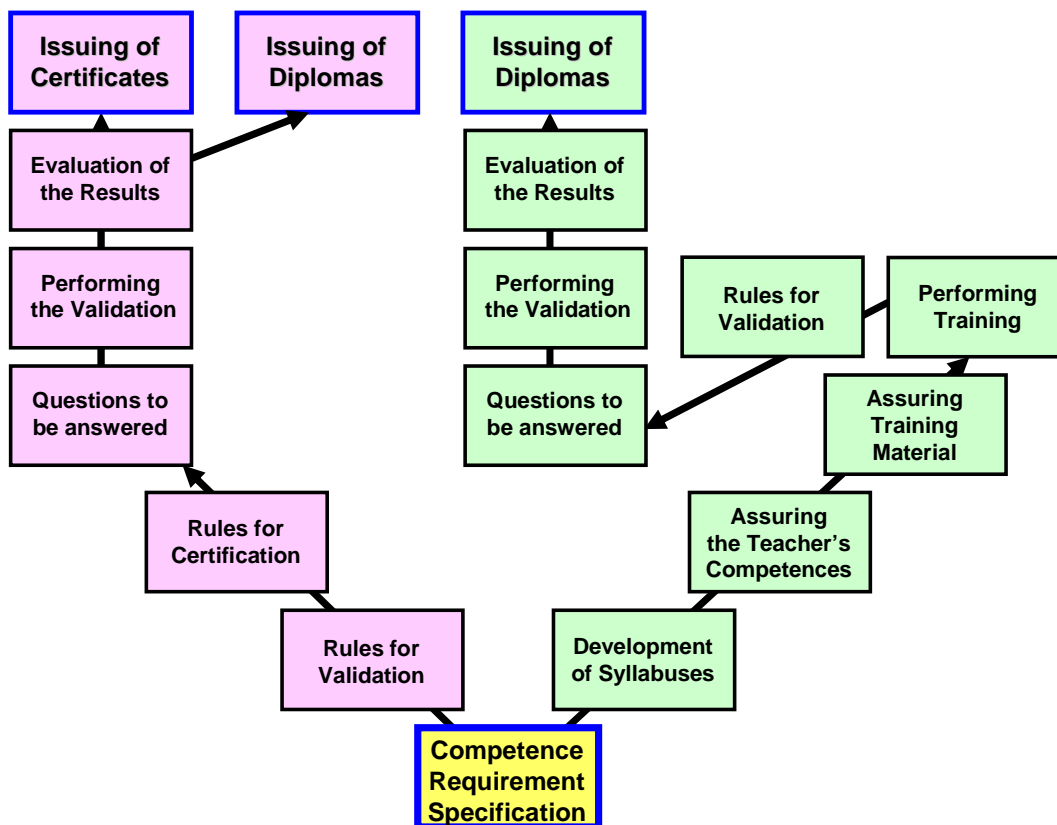 Issuing of
Certificates
Issuing of
Diplomas
Issuing of
Diplomas
Evaluation of
the Results
Evaluation of
the Results
Performing
the Validation
Performing
the Validation
Rules for
Validation
Performing
Training
Questions to
be answered
Questions to
be answered
Assuring
Training
Material
Rules for
Certification
Assuring
the Teacher’s
Competences
Rules for
Validation
Development
of Syllabuses
Competence
Requirement
Specification